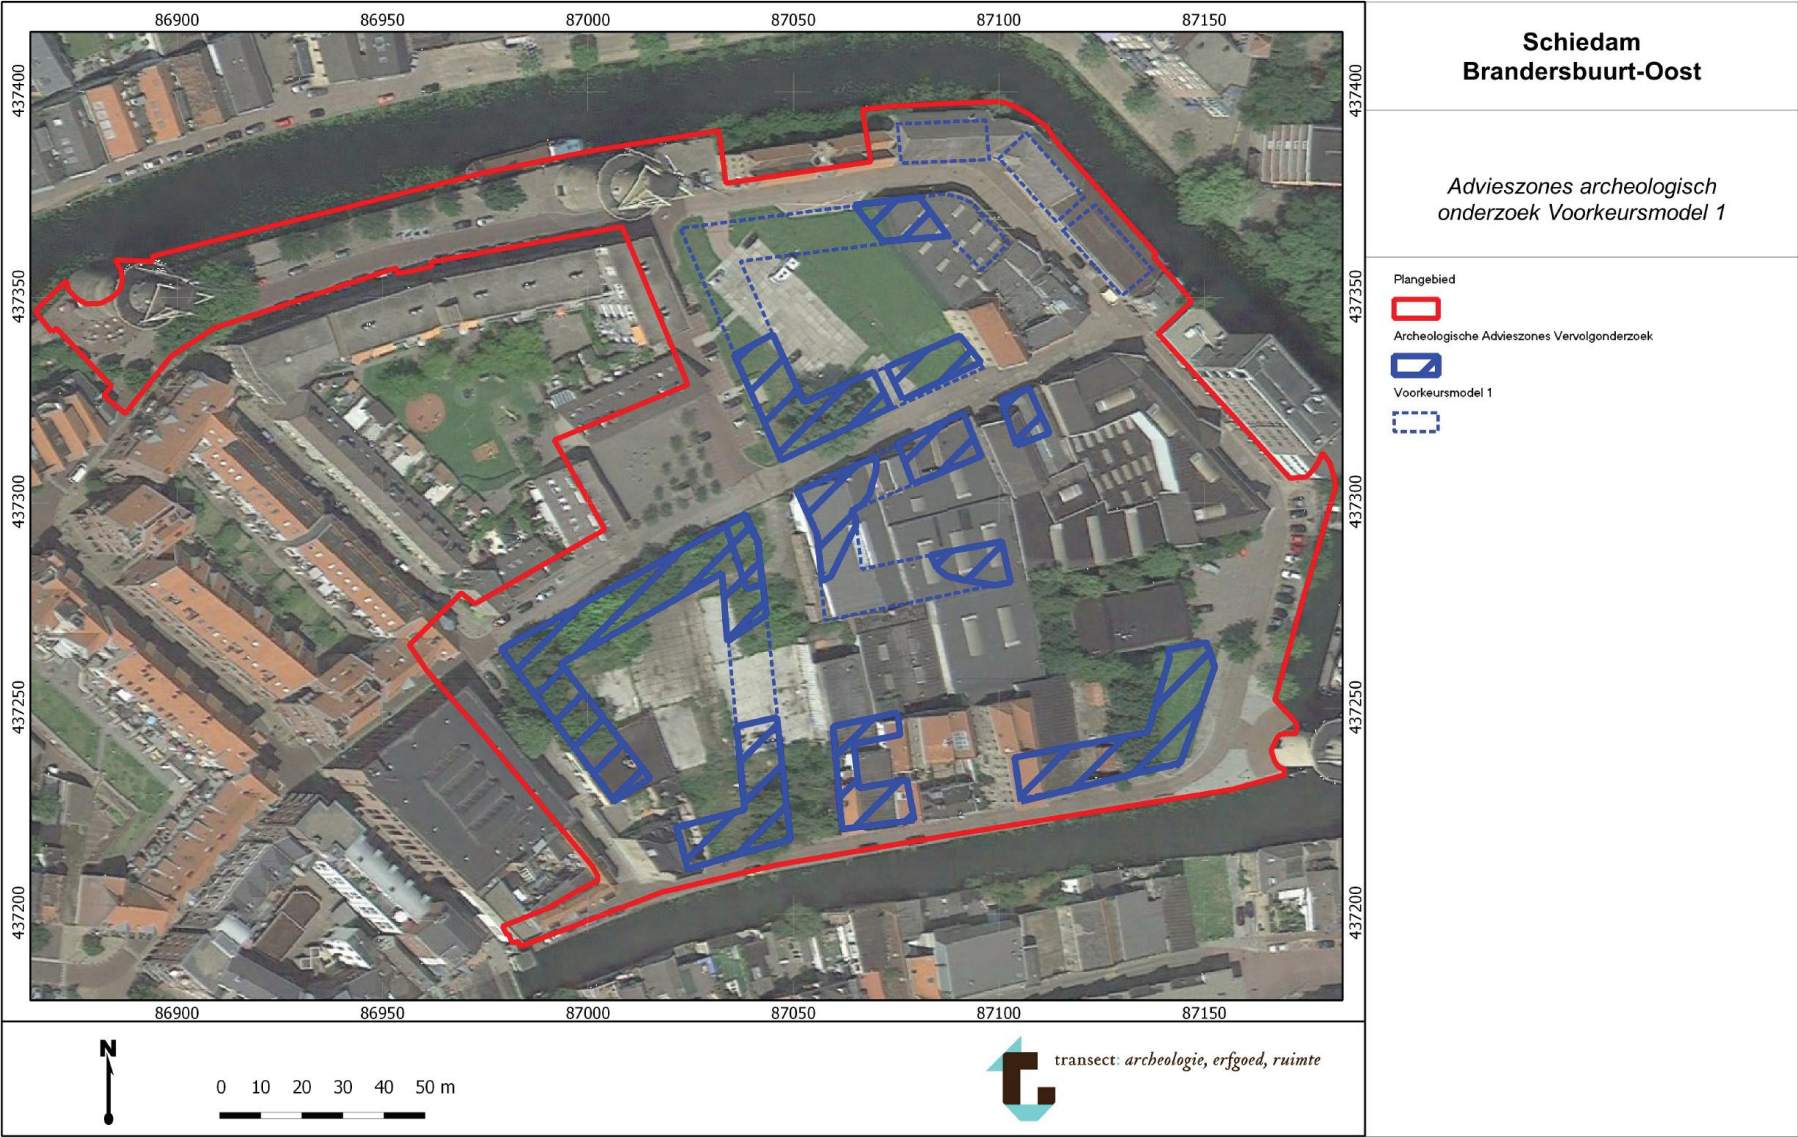 86900 86950 87000 87050 87100 87150
437400
437350
437300
437250
437200
437400
437350
437300
437250
437200
86900 86950 87000 87050 87100 87150
N
0 10 20 30 40 50 m
transect: archeologie, erfgoed, ruimte
Schiedam
Brandersbuurt-Oost
Advieszones archeologisch
onderzoek Voorkeursmodel 1
Plangebied
Archeologische Advieszones Vervolgonderzoek
Voorkeursmodel 1